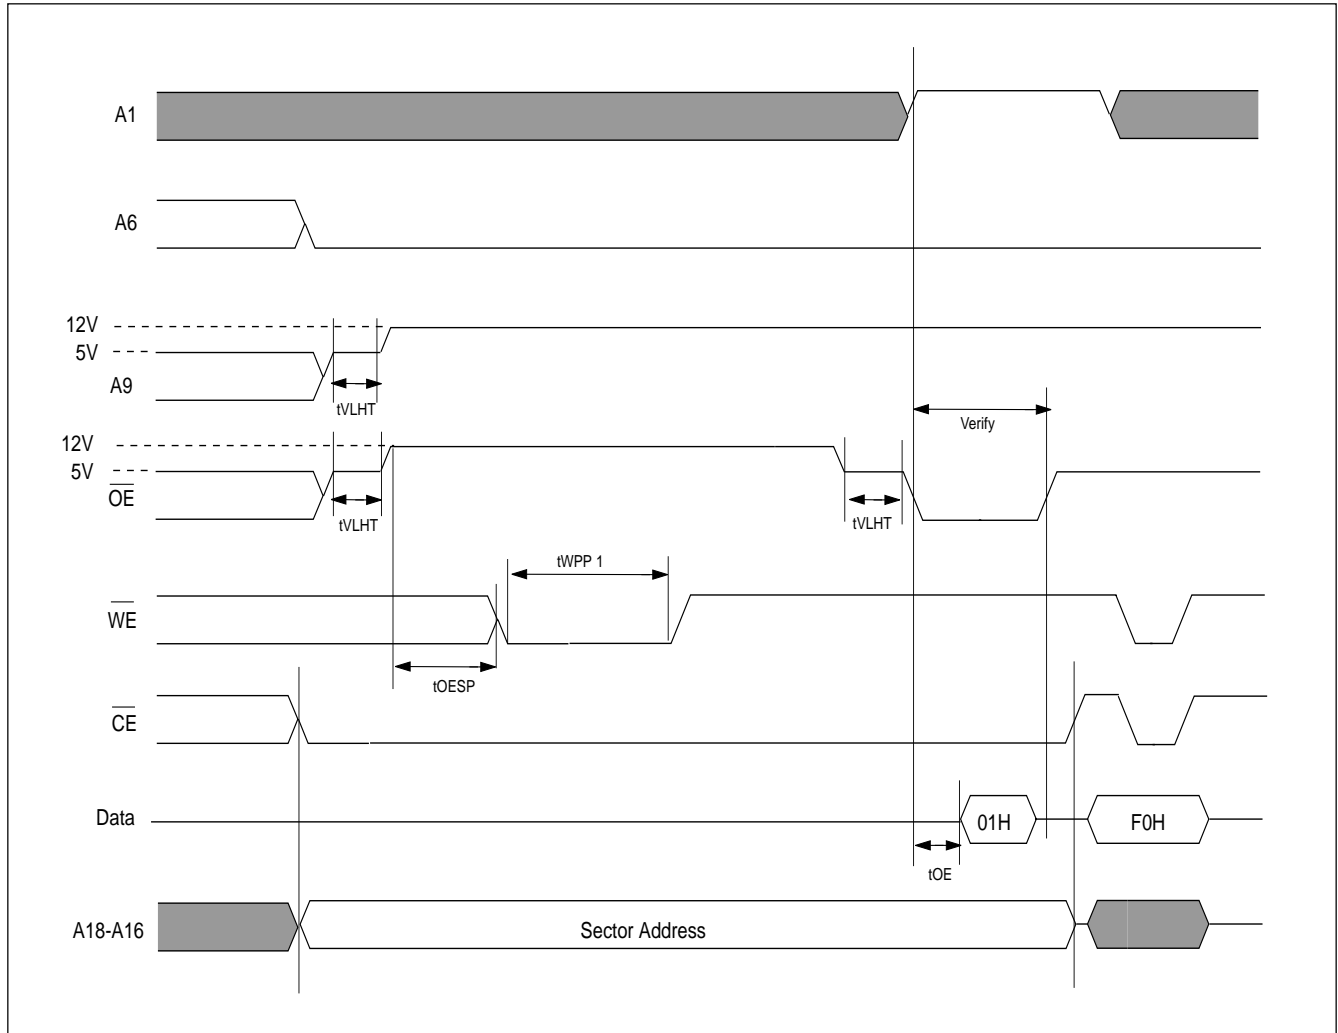 A1
A6
12V
5V
A9
tVLHT
Verify
12V
5V
OE
tVLHT
tVLHT
tWPP 1
WE
tOESP
CE
Data
01H
F0H
tOE
A18-A16
Sector Address